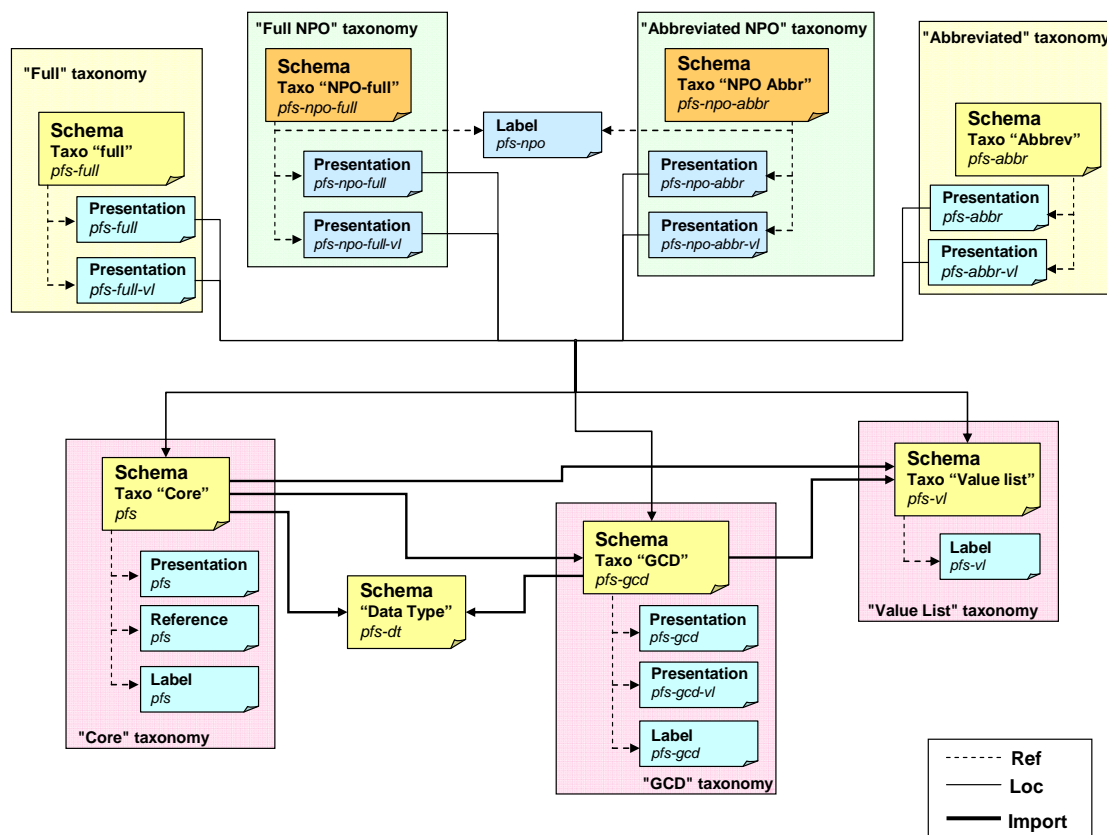 "Full" taxonomy
Schema
Taxo “full”
pfs-full
Presentation
pfs-full
Presentation
pfs-full-vl
"Full NPO" taxonomy
Schema
Taxo “NPO-full”
pfs-npo-full
Presentation
pfs-npo-full
Presentation
pfs-npo-full-vl
Label
pfs-npo
"Abbreviated NPO" taxonomy
Schema
Taxo “NPO Abbr”
pfs-npo-abbr
Presentation
pfs-npo-abbr
Presentation
pfs-npo-abbr-vl
"Abbreviated" taxonomy
Schema
Taxo “Abbrev”
pfs-abbr
Presentation
pfs-abbr
Presentation
pfs-abbr-vl
Schema
Taxo “Core”
pfs
Presentation
pfs
Reference
pfs
Label
pfs
"Core" taxonomy
Schema
“Data Type”
pfs-dt
Schema
Taxo “GCD”
pfs-gcd
Presentation
pfs-gcd
Presentation
pfs-gcd-vl
Label
pfs-gcd
"GCD" taxonomy
Schema
Taxo “Value list”
pfs-vl
Label
pfs-vl
"Value List" taxonomy
Ref
Loc
Import